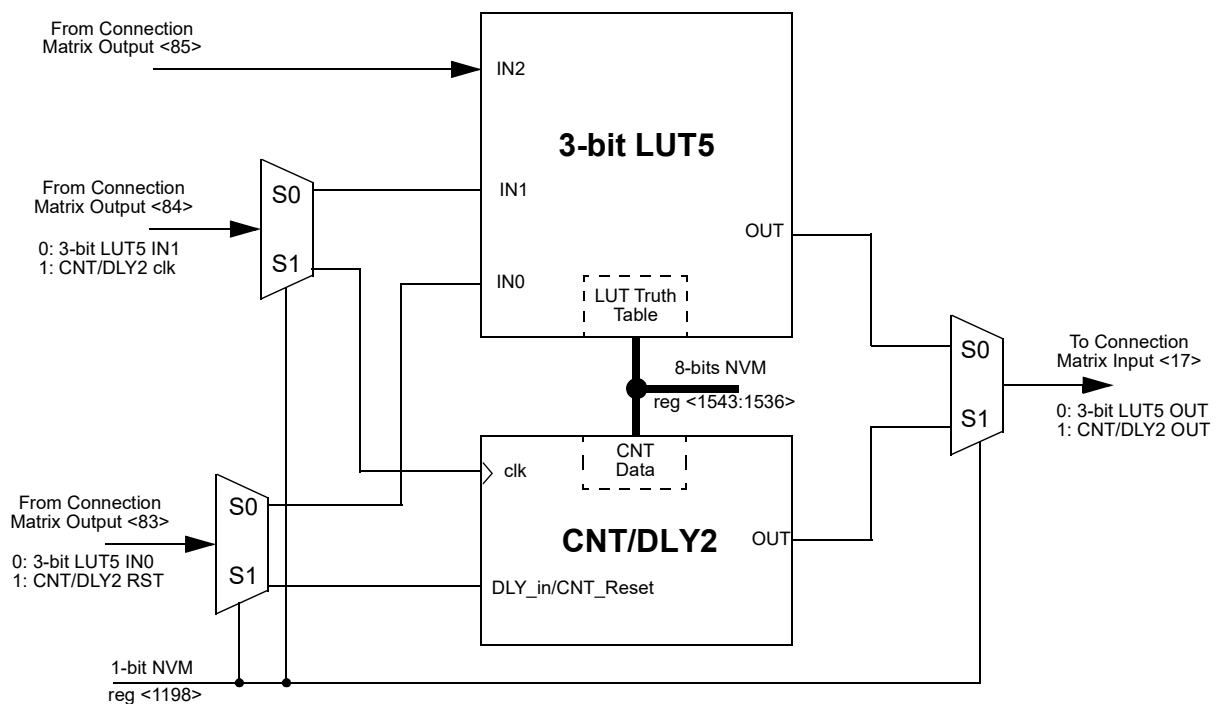 From Connection
Matrix Output <85>
IN2
3-bit LUT5
From Connection
Matrix Output <84>
0: 3-bit LUT5 IN1
1: CNT/DLY2 clk
S0
S1
IN1
IN0
OUT
LUT Truth
Table
8-bits NVM
reg <1543:1536>
S0
S1
To Connection
Matrix Input <17>
0: 3-bit LUT5 OUT
1: CNT/DLY2 OUT
CNT
Data
clk
CNT/DLY2
OUT
DLY_in/CNT_Reset
From Connection
Matrix Output <83>
0: 3-bit LUT5 IN0
1: CNT/DLY2 RST
S0
S1
1-bit NVM
reg <1198>